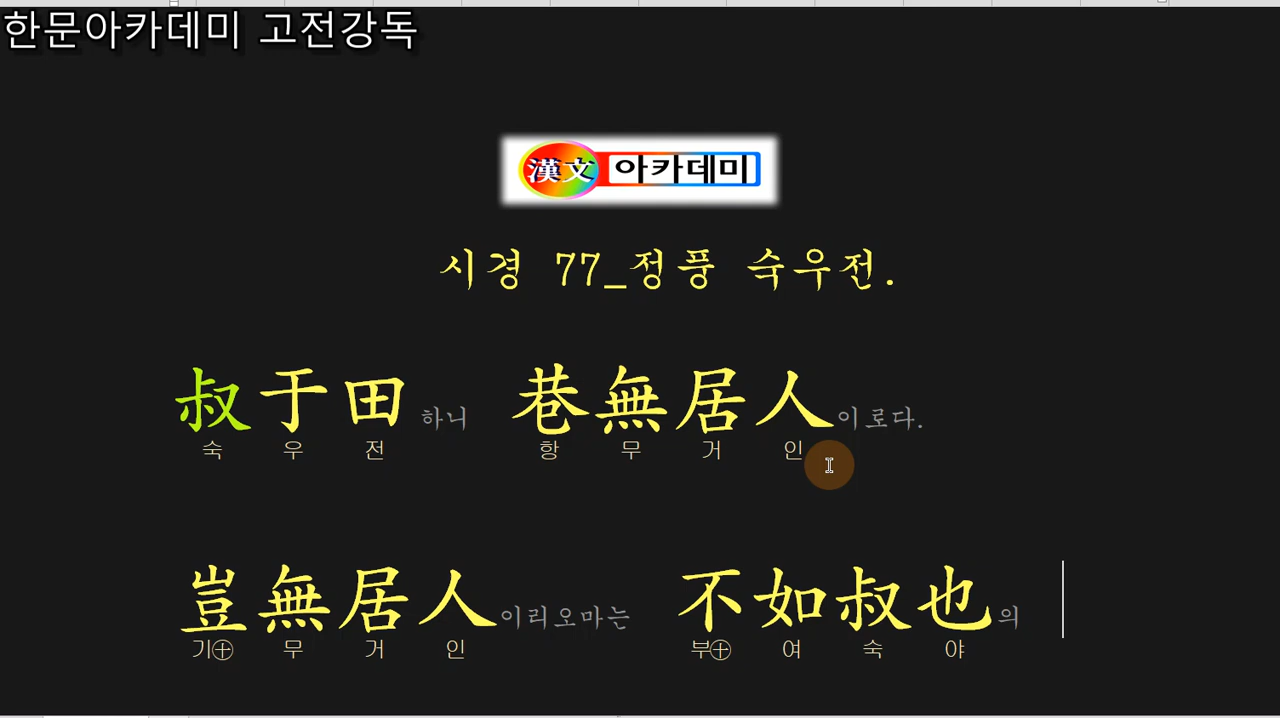 한문아카데미 고전강독
漢文 아카데미
시경 77_정풍 숙우전.
叔于田하니 巷無居人이로다.
숙 우 전 항 무 거 인
豈無居人이리오마는 不如叔也의
기㊉ 무 거 인 부㊉ 여 숙 야